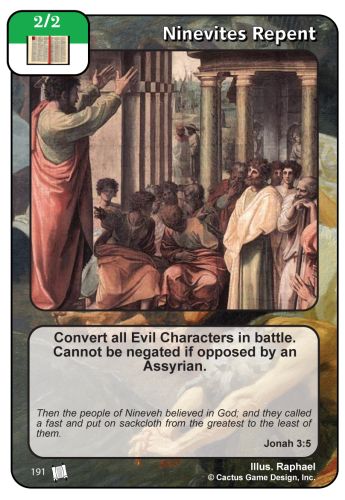 2/2
Ninevites Repent
Convert all Evil Characters in battle.
Cannot be negated if opposed by an
Assyrian.
Then the people of Nineveh believed in God; and they called
a fast and put on sackcloth from the greatest to the least of
them.
Jonah 3:5
Illus. Raphael
191
© Cactus Game Design, Inc.